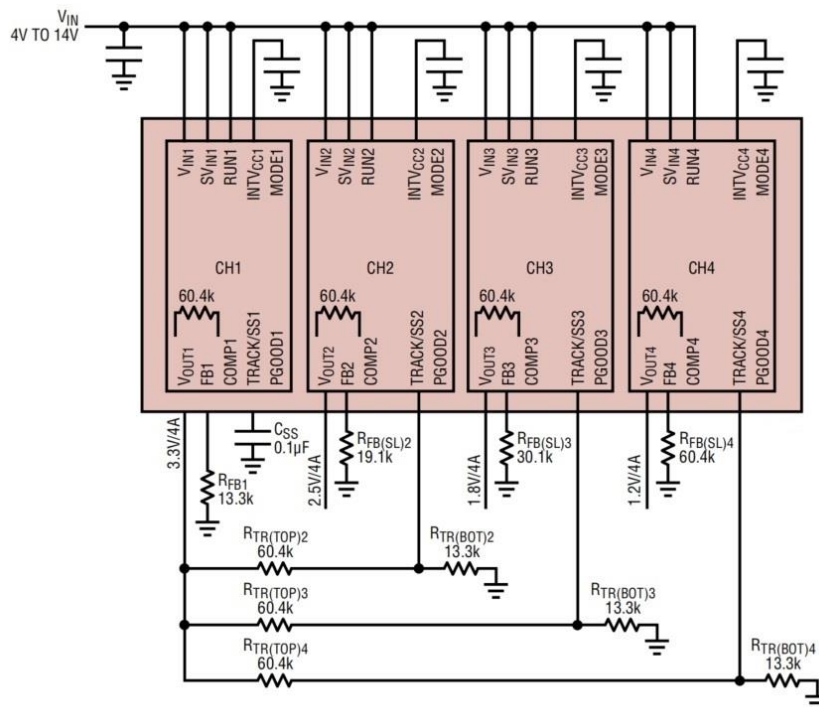 VIN
4V TO 14V
VIN1
SVIN1
RUN1
INTVCC1
MODE1
VIN2
SVIN2
RUN2
INTVCC2
MODE2
VIN3
SVIN3
RUN3
INTVCC3
MODE3
VIN4
SVIN4
RUN4
INTVCC4
MODE4
CH1
CH2
CH3
CH4
60.4k
60.4k
60.4k
60.4k
VOUT1
FB1
COMP1
TRACK/SS1
PGOOD1
VOUT2
FB2
COMP2
TRACK/SS2
PGOOD2
VOUT3
FB3
COMP3
TRACK/SS3
PGOOD3
VOUT4
FB4
COMP4
TRACK/SS4
PGOOD4
3.3V/4A
CSS
0.1µF
RFB1
13.3k
2.5V/4A
RFB(SL)2
19.1k
1.8V/4A
RFB(SL)3
30.1k
1.2V/4A
RFB(SL)4
60.4k
RTR(TOP)2
60.4k
RTR(BOT)2
13.3k
RTR(TOP)3
60.4k
RTR(BOT)3
13.3k
RTR(TOP)4
60.4k
RTR(BOT)4
13.3k